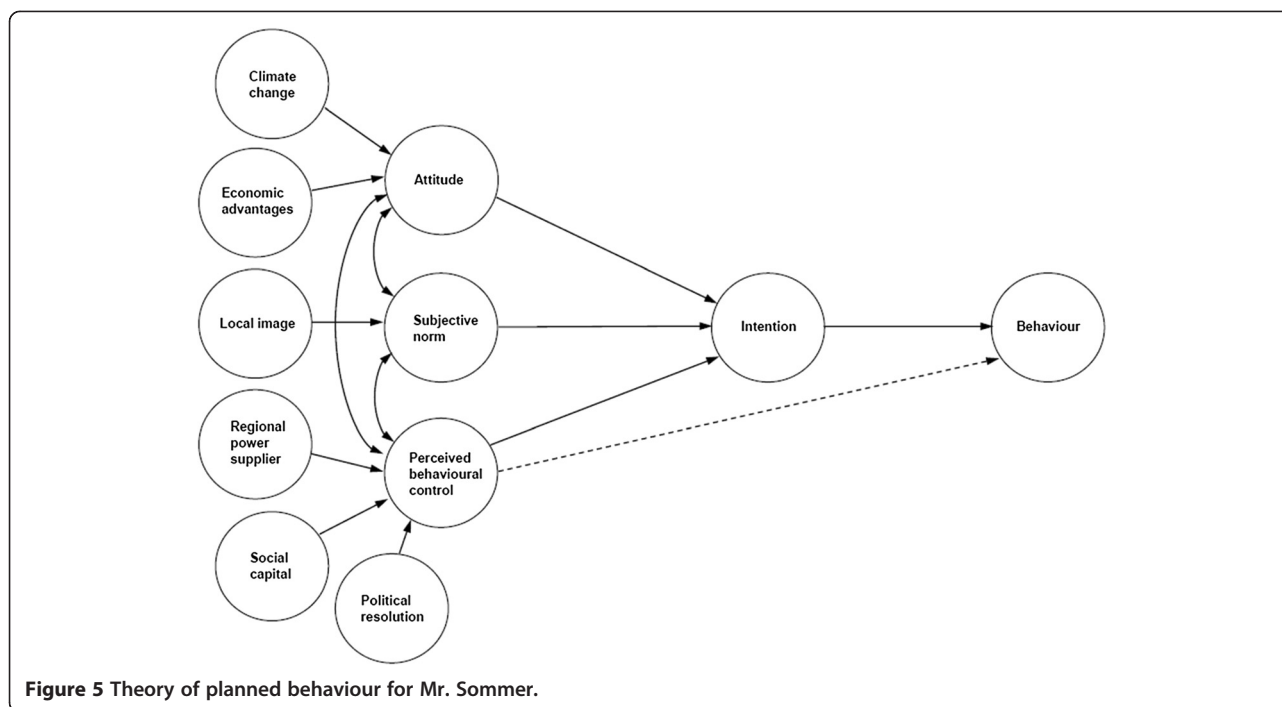 Climate
change
Economic
advantages
Local image
Regional
power
supplier
Social
capital
Political
resolution
Attitude
Subjective
norm
Perceived
behavioural
control
Intention
Behaviour
Figure 5 Theory of planned behaviour for Mr. Sommer.